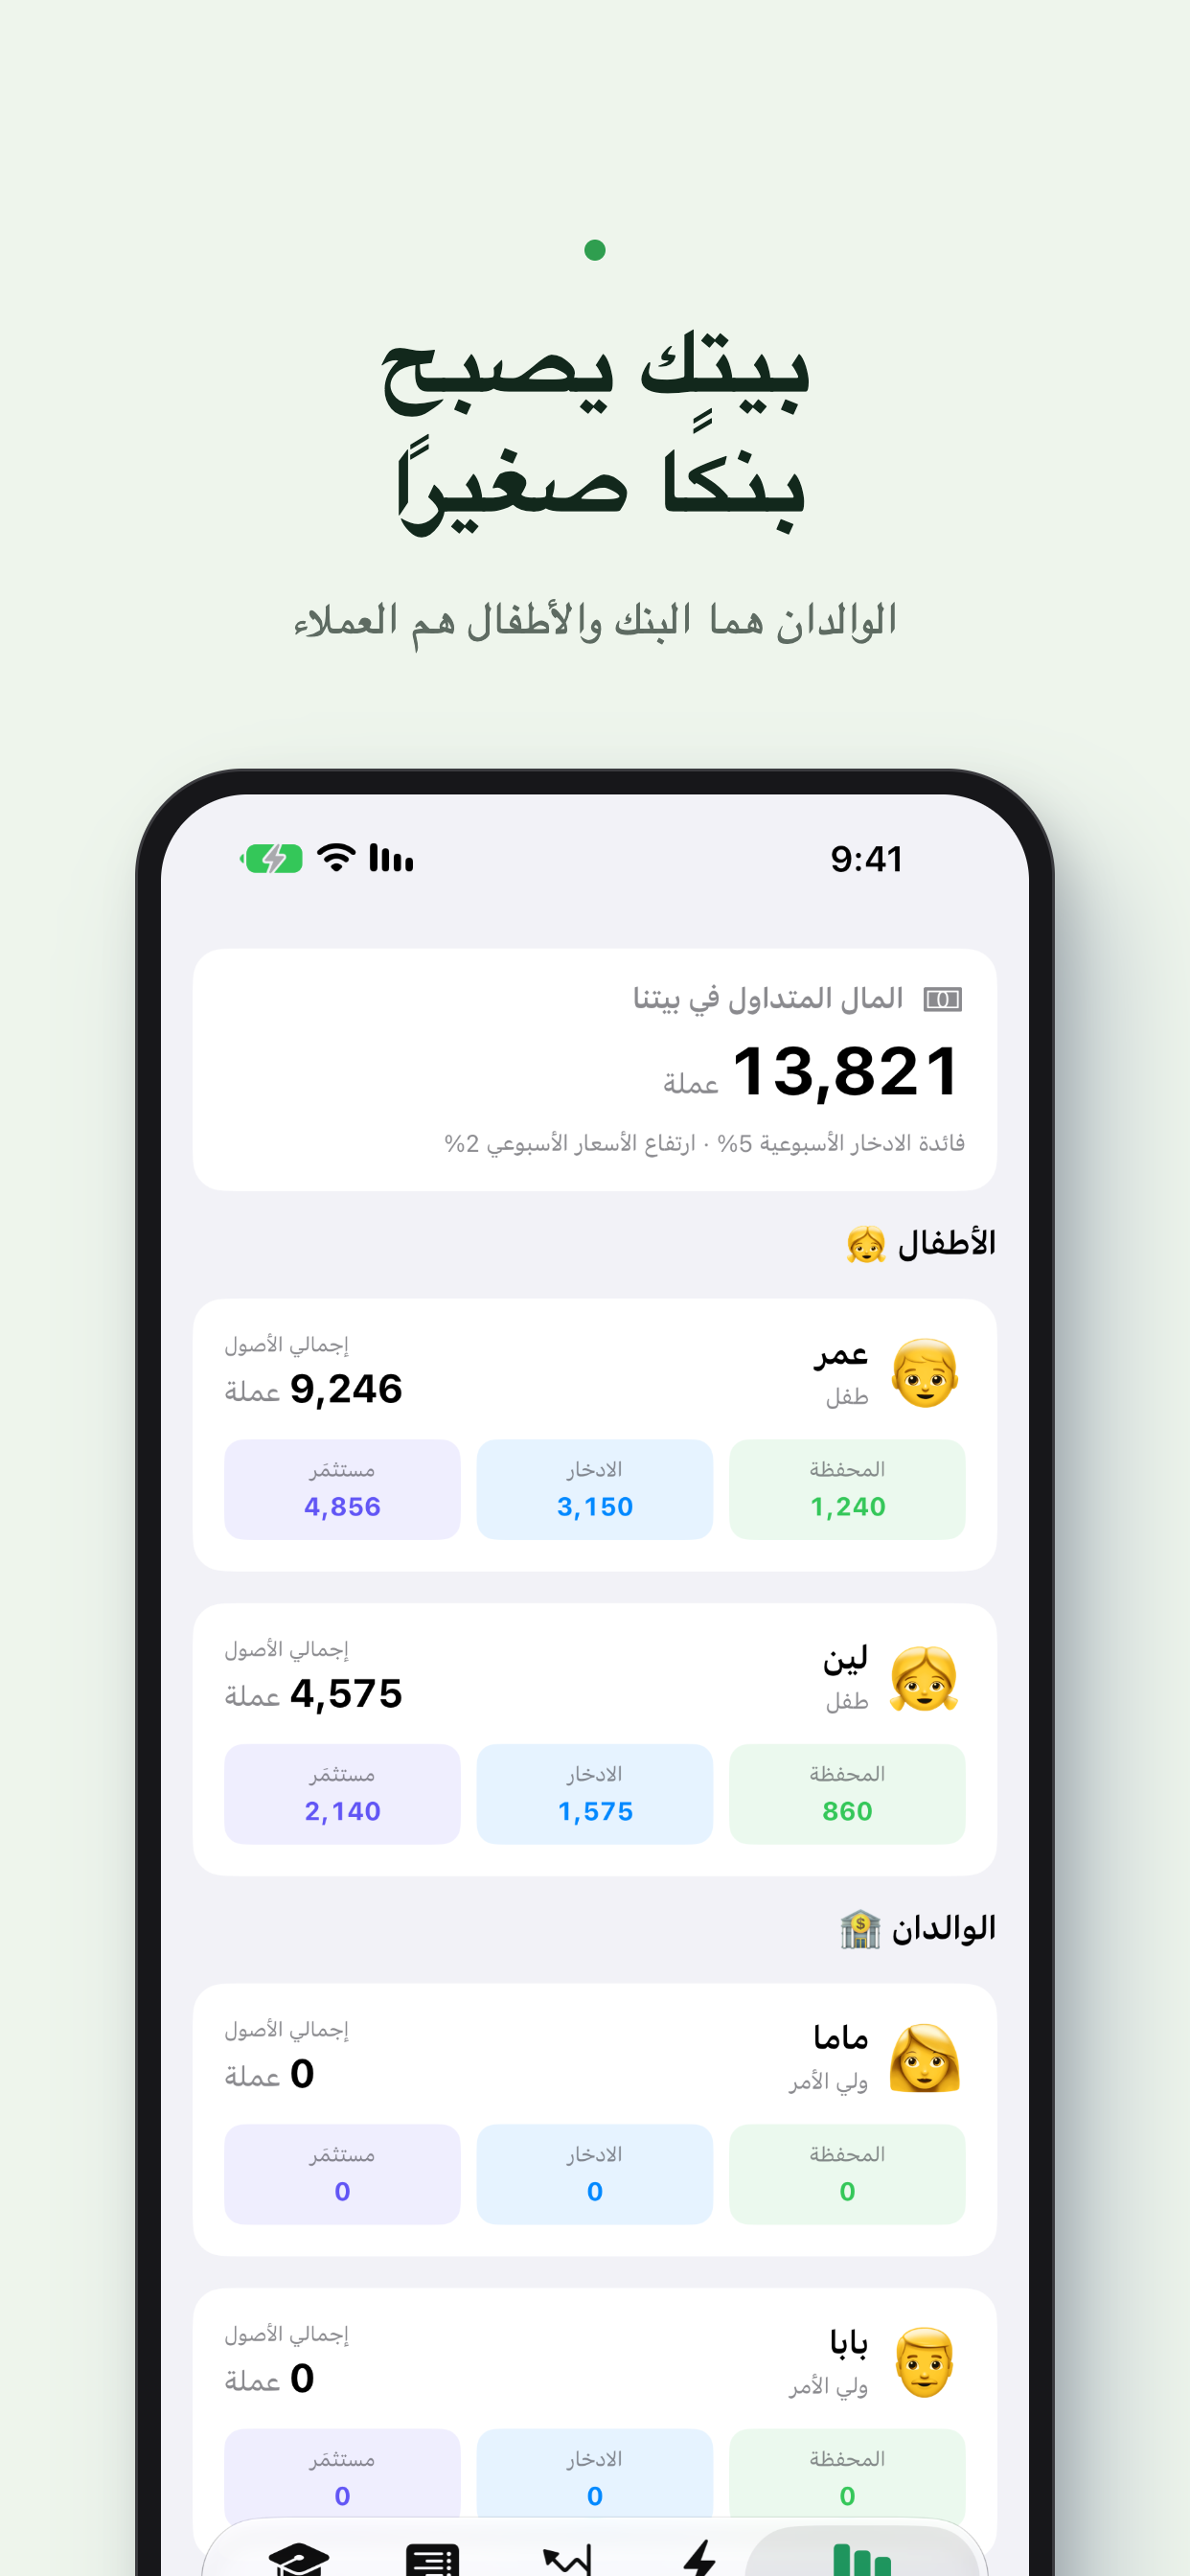 بيتك يصبح
بنكًا صغيرًا
الوالدان هما البنك والأطفال هم العملاء
9:41
المال المتداول في بيتنا
13,821 عملة
فائدة الادخار الأسبوعية 5% · ارتفاع الأسعار الأسبوعي 2%
الأطفال
عمر
طفل
إجمالي الأصول
9,246 عملة
المحفظة
1,240
الادخار
3,150
مستثمَر
4,856
لين
طفل
إجمالي الأصول
4,575 عملة
المحفظة
860
الادخار
1,575
مستثمَر
2,140
الوالدان
ماما
ولي الأمر
إجمالي الأصول
0 عملة
المحفظة
0
الادخار
0
مستثمَر
0
بابا
ولي الأمر
إجمالي الأصول
0 عملة
المحفظة
0
الادخار
0
مستثمَر
0